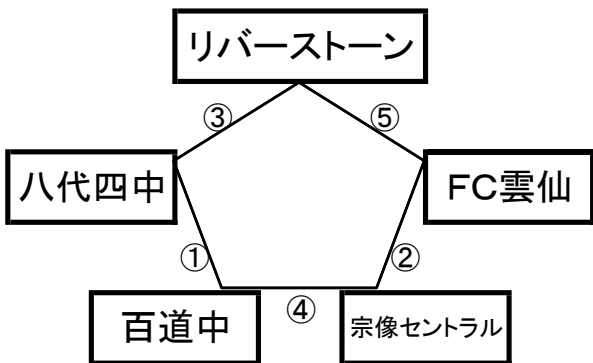 リバーストーン
③
⑤
八代四中
FC雲仙
①
②
百道中
④
宗像セントラル